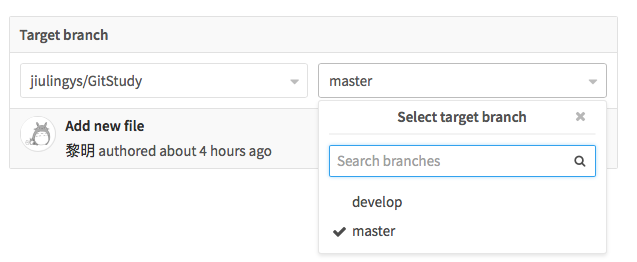 Target branch
jiulingys/GitStudy
master
Add new file
黎明 authored about 4 hours ago
Select target branch
Search branches
develop
master